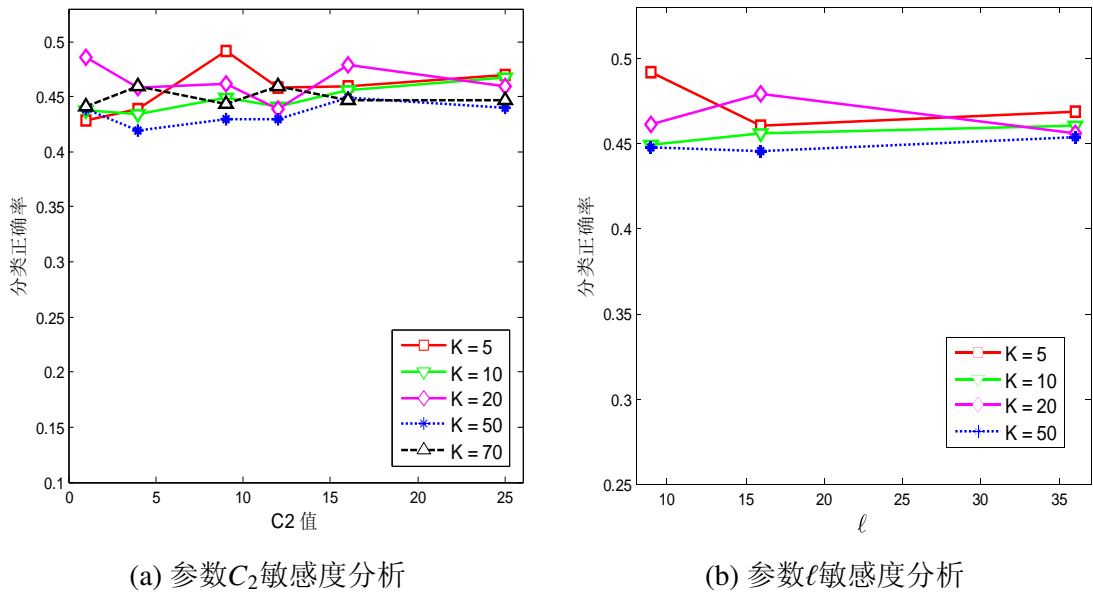 0.5
0.45
0.4
0.35
0.3
0.25
0.2
0.15
0.1
0 5 10 15 20 25
分类正确率
C2 值
K = 5
K = 10
K = 20
K = 50
K = 70
(a) 参数C₂敏感度分析
0.5
0.45
0.4
0.35
0.3
0.25
10 15 20 25 30 35
分类正确率
ℓ
K = 5
K = 10
K = 20
K = 50
(b) 参数ℓ敏感度分析